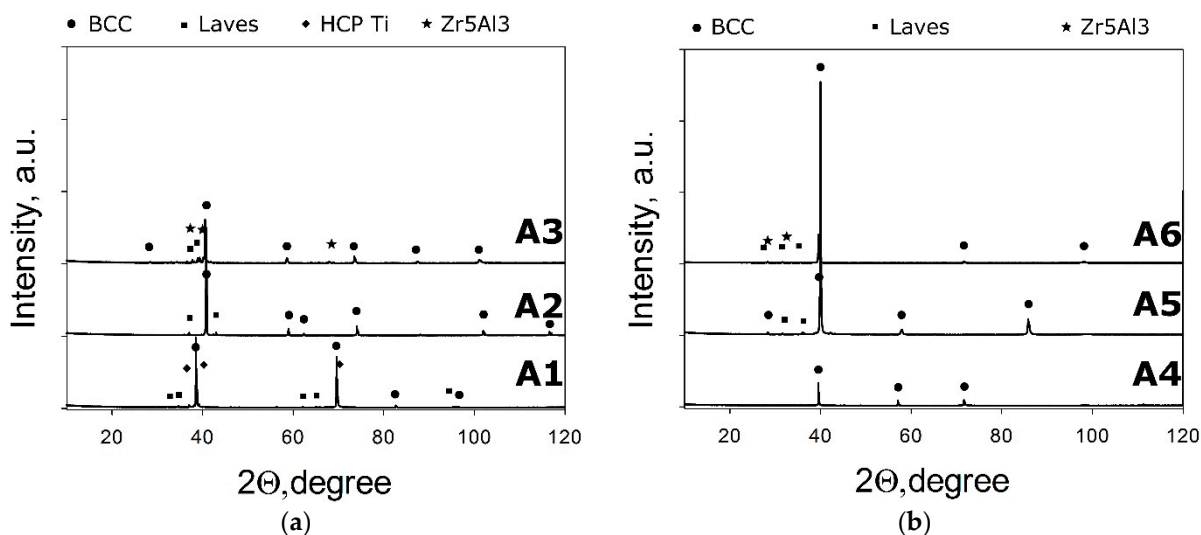 BCC Laves HCP Ti Zr5Al3
Intensity, a.u.
A3
A2
A1
20 40 60 80 100 120
2Θ,degree
(a)
BCC Laves Zr5Al3
Intensity, a.u.
A6
A5
A4
20 40 60 80 100 120
2Θ,degree
(b)